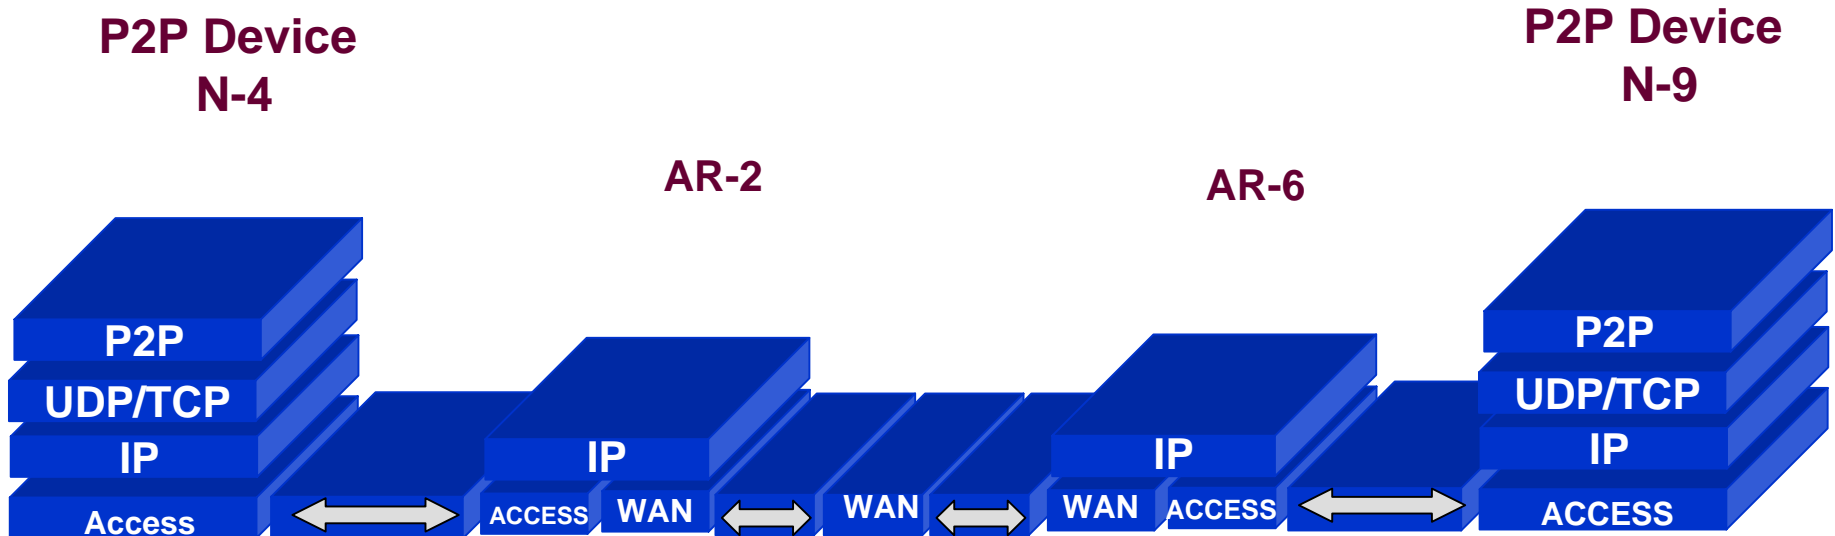 P2P Device
N-4
P2P Device
N-9
AR-2
AR-6
P2P
UDP/TCP
IP
Access
IP
ACCESS
WAN
WAN
IP
WAN
ACCESS
P2P
UDP/TCP
IP
ACCESS